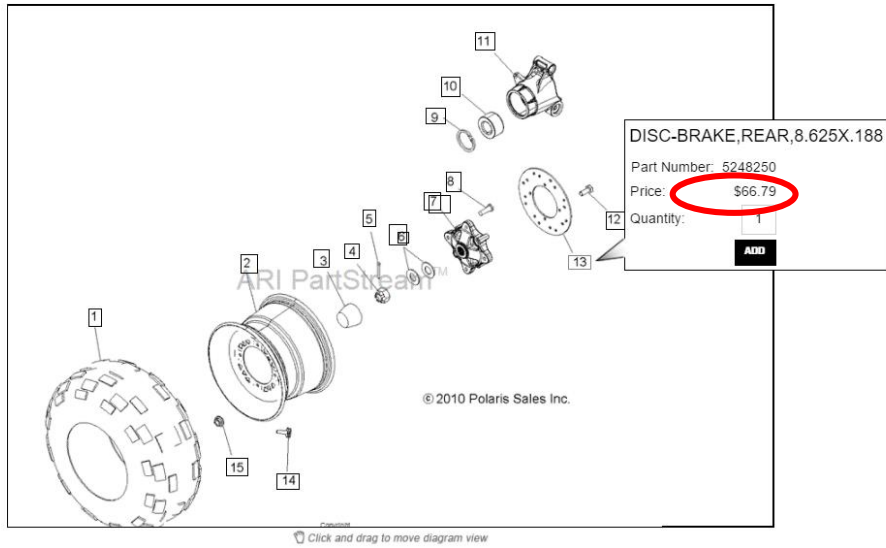 11
10
9
DISC-BRAKE,REAR,8.625X.188
Part Number: 5248250
Price: $66.79
Quantity: 1
ADD
8
7
12
5
6
4
13
3
2
ARI PartStream™
1
© 2010 Polaris Sales Inc.
15
14
Copyright
Click and drag to move diagram view